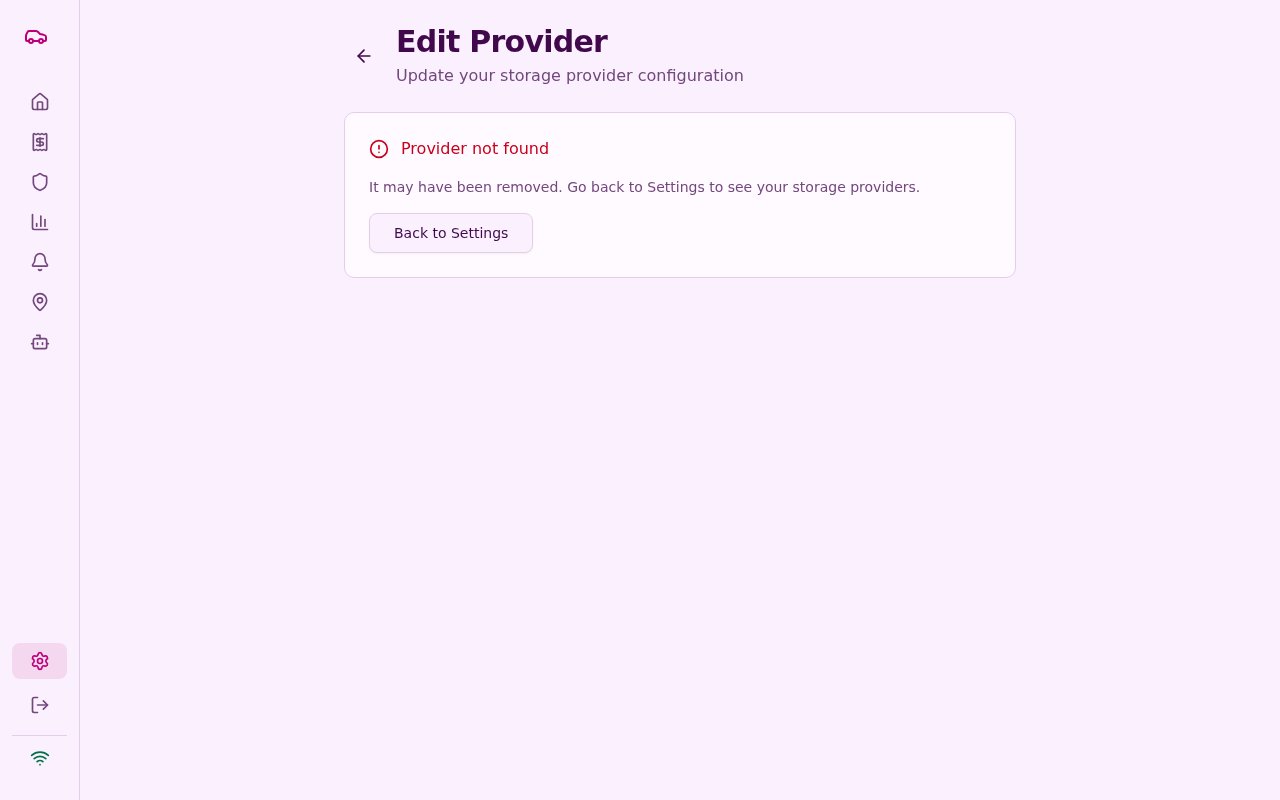 Edit Provider
Update your storage provider configuration
Provider not found
It may have been removed. Go back to Settings to see your storage providers.
Back to Settings